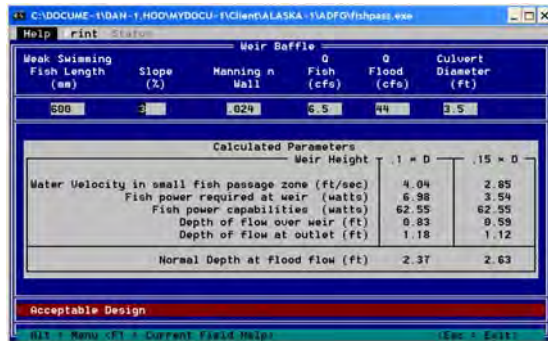 C:\DOCUME~1\DAN~1.HOO\MYDOCU~1\Client\ALASKA~1\ADFG\fishpass.exe
Help Print Status
Weir Baffle
Weak Swimming Fish Length (mm) Slope (%) Manning n Wall Q Fish (cfs) Q Flood (cfs) Culvert Diameter (ft)
600 3 .024 6.5 44 3.5
Calculated Parameters
Weir Height .1 * D .15 * D
Water Velocity in small fish passage zone (ft/sec) 4.04 2.85
Fish power required at weir (watts) 6.98 3.54
Fish power capabilities (watts) 62.55 62.55
Depth of flow over weir (ft) 0.83 0.59
Depth of flow at outlet (ft) 1.18 1.12
Normal Depth at flood flow (ft) 2.37 2.63
Acceptable Design
Alt = Menu <F1 = Current Field Help> <Esc = Exit>